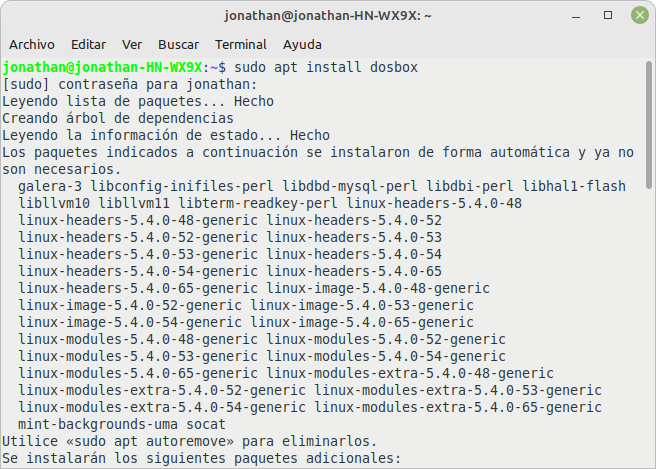 jonathan@jonathan-HN-WX9X: ~
Archivo Editar Ver Buscar Terminal Ayuda
jonathan@jonathan-HN-WX9X:~$ sudo apt install dosbox
[sudo] contraseña para jonathan:
Leyendo lista de paquetes... Hecho
Creando árbol de dependencias
Leyendo la información de estado... Hecho
Los paquetes indicados a continuación se instalaron de forma automática y ya no
son necesarios.
galera-3 libconfig-inifiles-perl libdbd-mysql-perl libdbi-perl libhal1-flash
libllvm10 libllvm11 libterm-readkey-perl linux-headers-5.4.0-48
linux-headers-5.4.0-48-generic linux-headers-5.4.0-52
linux-headers-5.4.0-52-generic linux-headers-5.4.0-53
linux-headers-5.4.0-53-generic linux-headers-5.4.0-54
linux-headers-5.4.0-54-generic linux-headers-5.4.0-65
linux-headers-5.4.0-65-generic linux-image-5.4.0-48-generic
linux-image-5.4.0-52-generic linux-image-5.4.0-53-generic
linux-image-5.4.0-54-generic linux-image-5.4.0-65-generic
linux-modules-5.4.0-48-generic linux-modules-5.4.0-52-generic
linux-modules-5.4.0-53-generic linux-modules-5.4.0-54-generic
linux-modules-5.4.0-65-generic linux-modules-extra-5.4.0-48-generic
linux-modules-extra-5.4.0-52-generic linux-modules-extra-5.4.0-53-generic
linux-modules-extra-5.4.0-54-generic linux-modules-extra-5.4.0-65-generic
mint-backgrounds-uma socat
Utilice «sudo apt autoremove» para eliminarlos.
Se instalarán los siguientes paquetes adicionales: